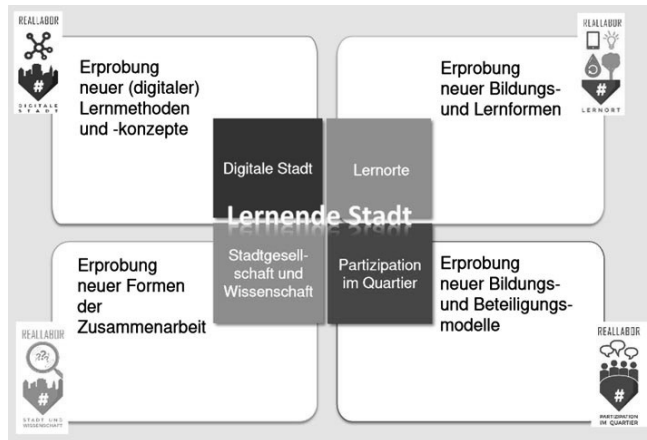 REALLABOR
#
DIGITALE
STADT
Erprobung
neuer (digitaler)
Lernmethoden
und -konzepte
Erprobung
neuer Bildungs-
und Lernformen
REALLABOR
#
LERNORT
Digitale Stadt
Lernorte
Lernende Stadt
Stadtgesell-
schaft und
Wissenschaft
Partizipation
im Quartier
Erprobung
neuer Formen
der
Zusammenarbeit
REALLABOR
???
#
STADT UND
WISSENSCHAFT
Erprobung
neuer Bildungs-
und Beteiligungs-
modelle
REALLABOR
#
PARTIZIPATION
IM QUARTIER